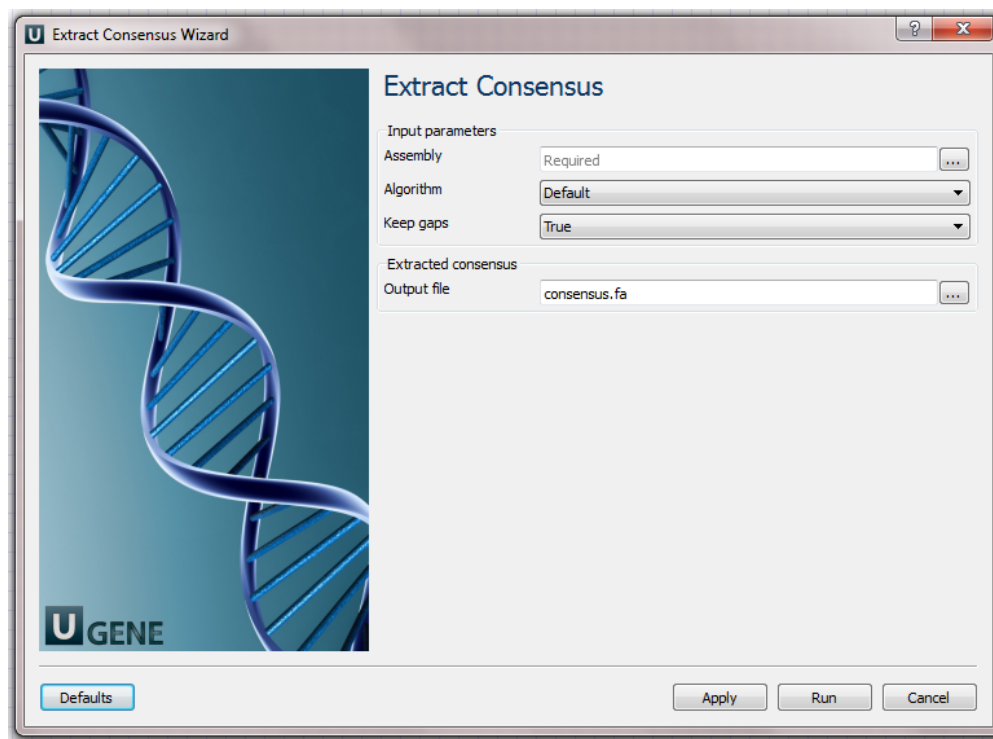 U Extract Consensus Wizard
?
Extract Consensus
Input parameters
Assembly Required ...
Algorithm Default
Keep gaps True
Extracted consensus
Output file consensus.fa ...
U GENE
Defaults Apply Run Cancel